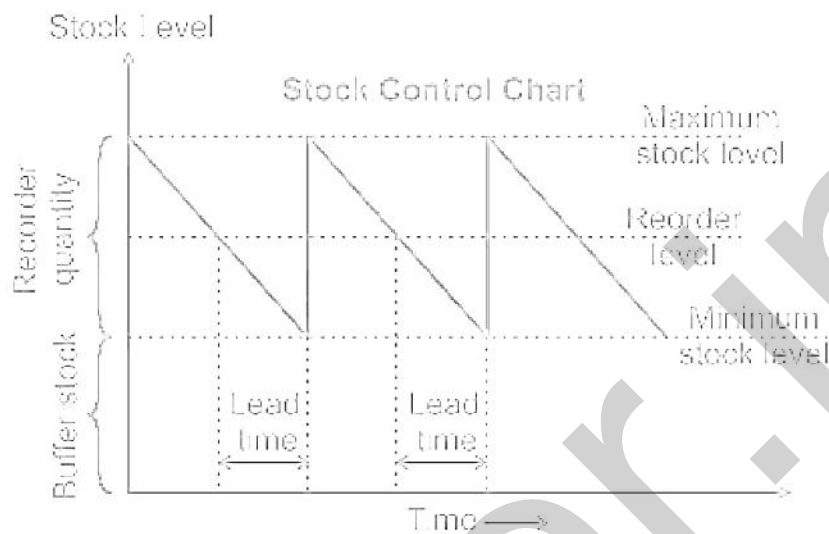 Stock Level
Stock Control Chart
Maximum
stock level
Reorder
level
Minimum
stock level
Recorder
quantity
Buffer stock
Lead
time
Lead
time
Time